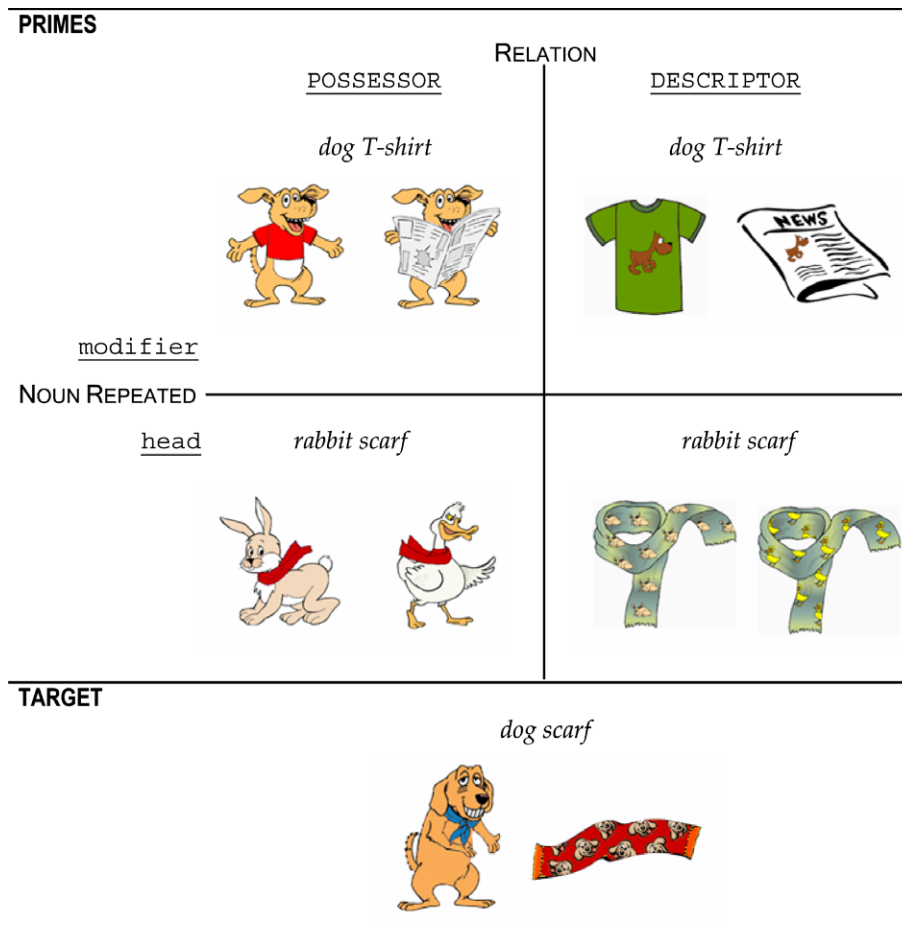 PRIMES
RELATION
POSSESSOR
DESCRIPTOR
dog T-shirt
dog T-shirt
NEWS
modifier
NOUN REPEATED
head
rabbit scarf
rabbit scarf
TARGET
dog scarf